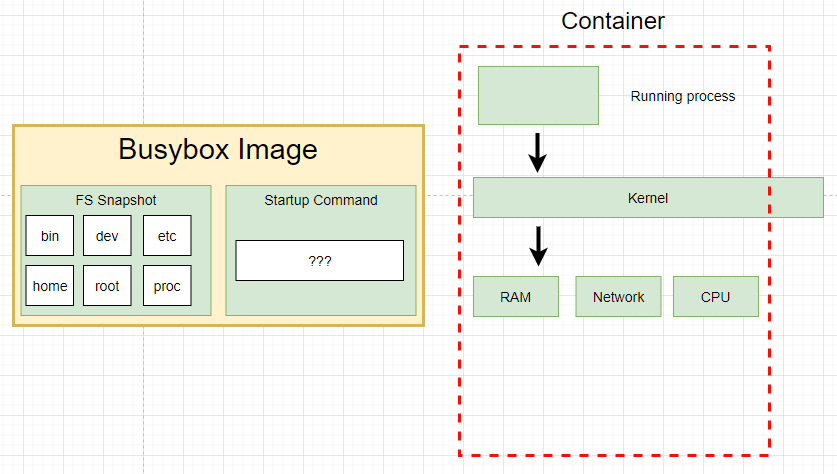 Container
Running process
Busybox Image
FS Snapshot
Startup Command
bin
dev
etc
???
home
root
proc
Kernel
RAM
Network
CPU